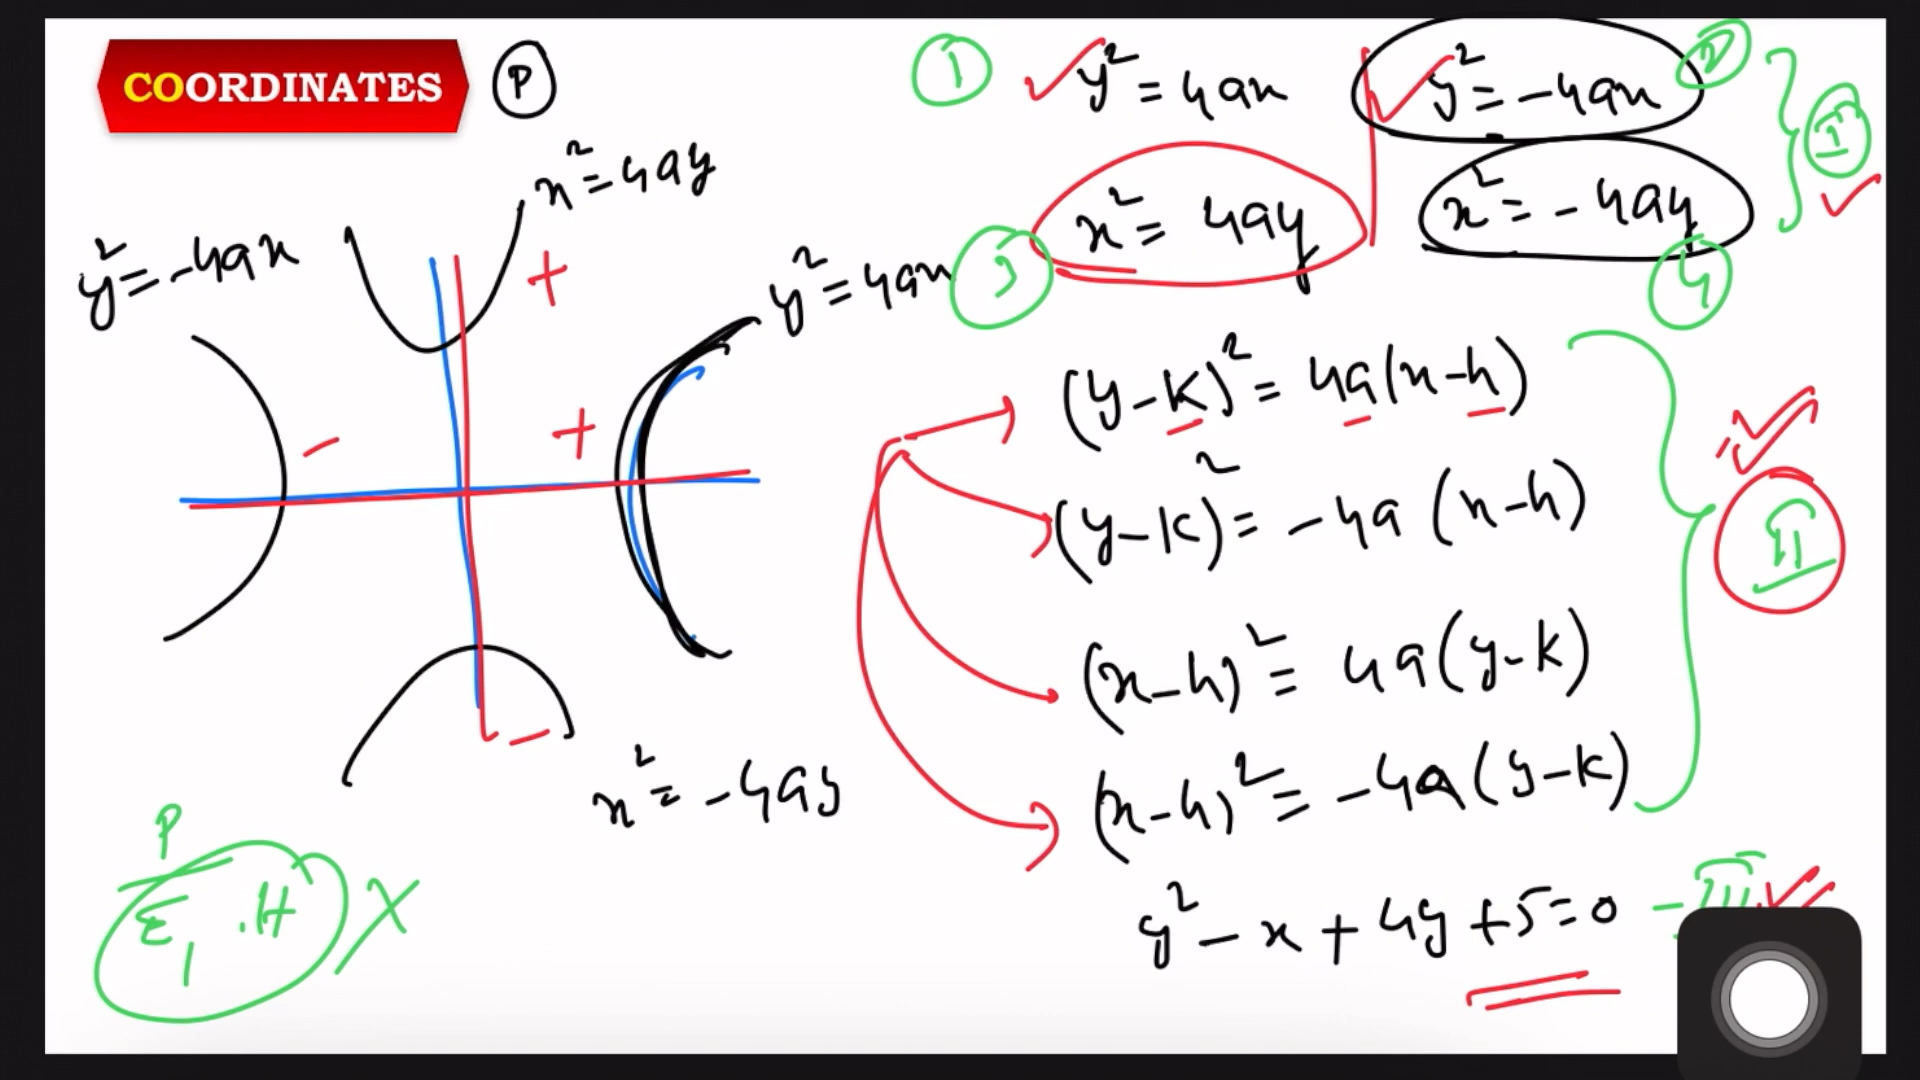 COORDINATES P
① y² = 4ax
y² = -4ax ②
I
x² = 4ay
③ x² = 4ay
x² = -4ay
④
y² = -4ax
y² = 4ax
+
-
+
(y-k)² = 4a(x-h)
(y-k)² = -4a(x-h)
II
(x-h)² = 4a(y-k)
-
x² = -4ay
(x-h)² = -4a(y-k)
P
E, .H X
y² - x + 4y + 5 = 0 - III